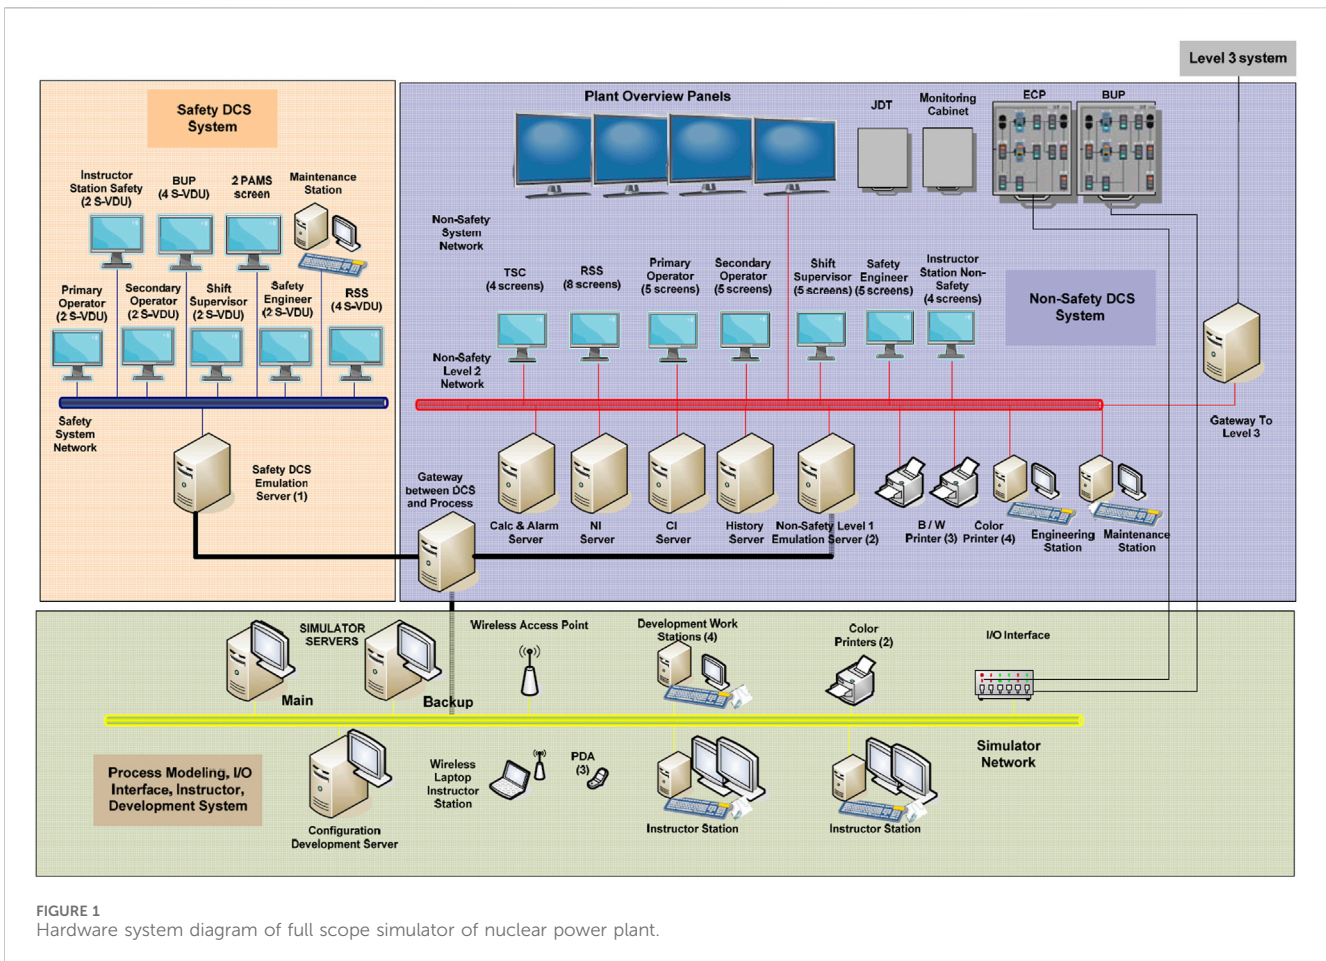 Level 3 system
Safety DCS
System
Plant Overview Panels
JDT
Monitoring
Cabinet
ECP
BUP
Instructor
Station Safety
(2 S-VDU)
BUP
(4 S-VDU)
2 PAMS
screen
Maintenance
Station
Non-Safety
System
Network
Primary
Operator
(2 S-VDU)
Secondary
Operator
(2 S-VDU)
Shift
Supervisor
(2 S-VDU)
Safety
Engineer
(2 S-VDU)
RSS
(4 S-VDU)
TSC
(4 screens)
RSS
(8 screens)
Primary
Operator
(5 screens)
Secondary
Operator
(5 screens)
Shift
Supervisor
(5 screens)
Safety
Engineer
(5 screens)
Instructor
Station Non-
Safety
(4 screens)
Non-Safety DCS
System
Non-Safety
Level 2
Network
Safety
System
Network
Gateway To
Level 3
Safety DCS
Emulation
Server (1)
Gateway
between DCS
and Process
Calc & Alarm
Server
NI
Server
CI
Server
History
Server
Non-Safety Level 1
Emulation Server (2)
B / W
Printer (3)
Color
Printer (4)
Engineering
Station
Maintenance
Station
SIMULATOR
SERVERS
Main
Backup
Wireless Access Point
Development Work
Stations (4)
Color
Printers (2)
I/O Interface
Simulator
Network
Process Modeling, I/O
Interface, Instructor,
Development System
Configuration
Development Server
Wireless
Laptop
Instructor
Station
PDA
(3)
Instructor Station
Instructor Station
FIGURE 1
Hardware system diagram of full scope simulator of nuclear power plant.